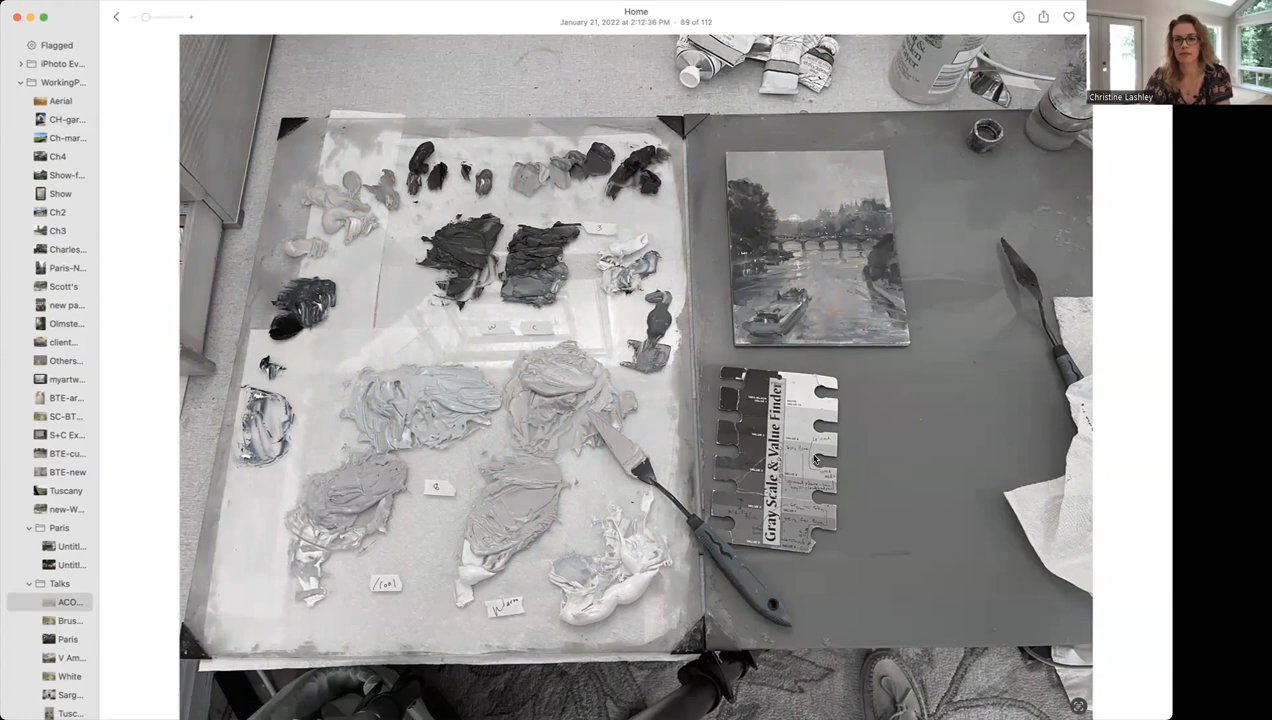 Home
January 21, 2022 at 2:12:36 PM · 89 of 112
Flagged
iPhoto Ev...
WorkingP...
Aerial
CH-gar...
Ch-mar...
Ch4
Show-f...
Show
Ch2
Ch3
Charles...
Paris-N...
Scott's
new pa...
Olmste...
client...
Others...
myartw...
BTE-ar...
SC-BT...
S+C Ex...
BTE-cu...
BTE-new
Tuscany
new-W...
Paris
Untitl...
Untitl...
Talks
ACO...
Brus...
Paris
V Am...
White
Sarg...
Tusc...
Christine Lashley
3
W
C
8
/cool
Warm
Gray Scale & Value Finder